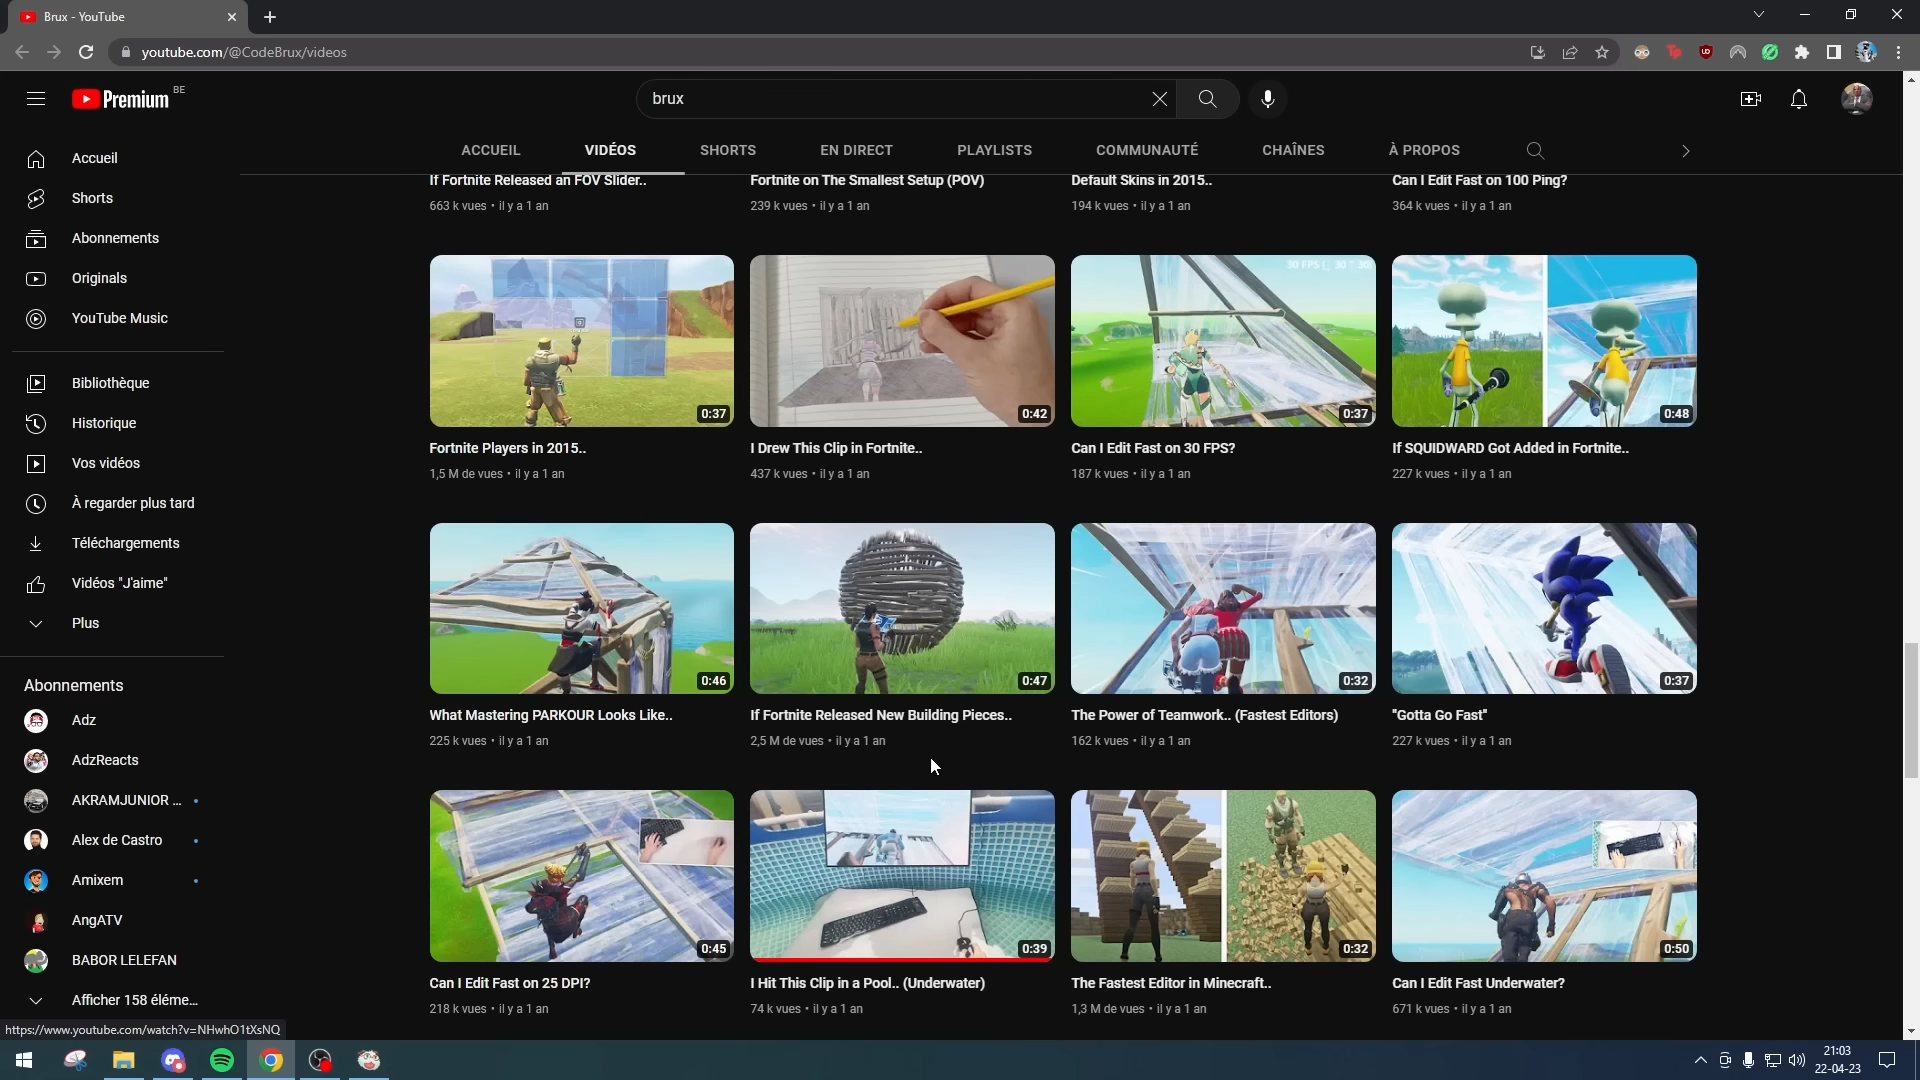 Brux - YouTube
youtube.com/@CodeBrux/videos
Premium BE
brux
ACCUEIL VIDÉOS SHORTS EN DIRECT PLAYLISTS COMMUNAUTÉ CHAÎNES À PROPOS
Accueil
Shorts
Abonnements
Originals
YouTube Music
Bibliothèque
Historique
Vos vidéos
À regarder plus tard
Téléchargements
Vidéos "J'aime"
Plus
Abonnements
Adz
AdzReacts
AKRAMJUNIOR ...
Alex de Castro
Amixem
AngATV
BABOR LELEFAN
Afficher 158 éléme...
If Fortnite Released an FOV Slider..
663 k vues • il y a 1 an
Fortnite on The Smallest Setup (POV)
239 k vues • il y a 1 an
Default Skins in 2015..
194 k vues • il y a 1 an
Can I Edit Fast on 100 Ping?
364 k vues • il y a 1 an
0:37
Fortnite Players in 2015..
1,5 M de vues • il y a 1 an
0:42
I Drew This Clip in Fortnite..
437 k vues • il y a 1 an
0:37
Can I Edit Fast on 30 FPS?
187 k vues • il y a 1 an
0:48
If SQUIDWARD Got Added in Fortnite..
227 k vues • il y a 1 an
0:46
What Mastering PARKOUR Looks Like..
225 k vues • il y a 1 an
0:47
If Fortnite Released New Building Pieces..
2,5 M de vues • il y a 1 an
0:32
The Power of Teamwork.. (Fastest Editors)
162 k vues • il y a 1 an
0:37
"Gotta Go Fast"
227 k vues • il y a 1 an
0:45
Can I Edit Fast on 25 DPI?
218 k vues • il y a 1 an
0:39
I Hit This Clip in a Pool.. (Underwater)
74 k vues • il y a 1 an
0:32
The Fastest Editor in Minecraft..
1,3 M de vues • il y a 1 an
0:50
Can I Edit Fast Underwater?
671 k vues • il y a 1 an
https://www.youtube.com/watch?v=NHwhO1tXsNQ
21:03
22-04-23